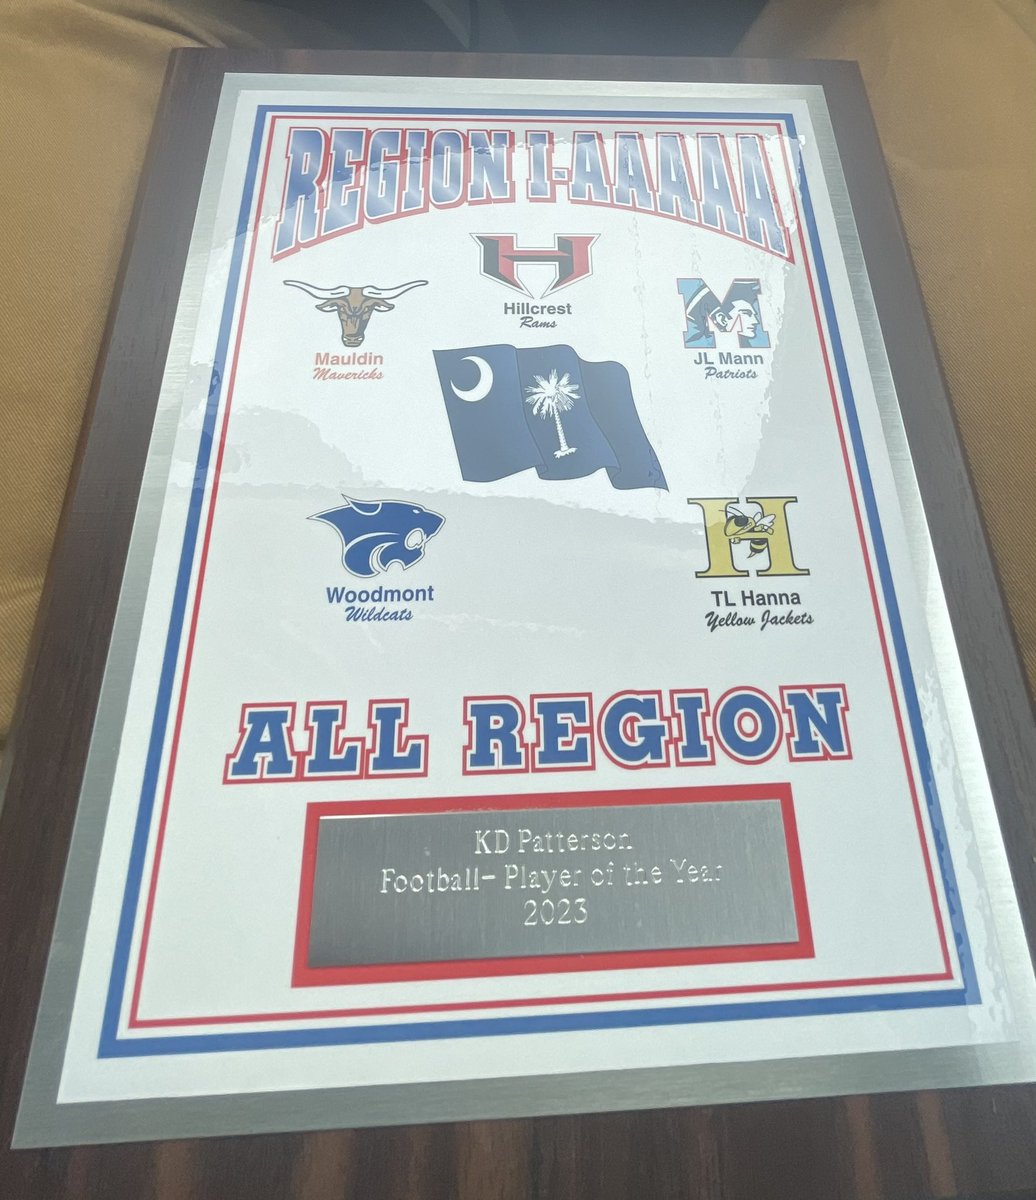 REGION I-AAAAA
H
Hillcrest
Rams
Mauldin
Mavericks
M
JL Mann
Patriots
Woodmont
Wildcats
H
TL Hanna
Yellow Jackets
ALL REGION
KD Patterson
Football- Player of the Year
2023